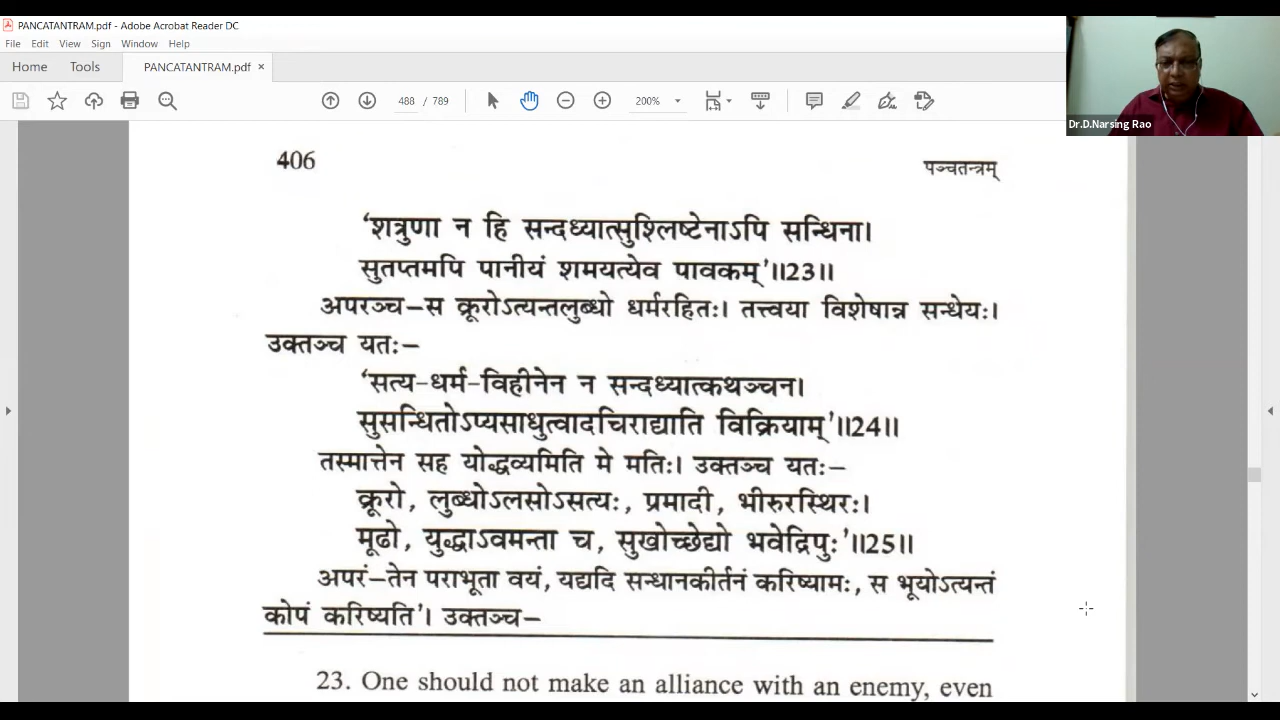 PANCATANTRAM.pdf - Adobe Acrobat Reader DC
File Edit View Sign Window Help
Home Tools PANCATANTRAM.pdf ×
488 / 789 200%
Dr.D.Narsing Rao
406 पञ्चतन्त्रम्
‘शत्रुणा न हि सन्दध्यात्सुश्लिष्टेनाऽपि सन्धिना।
सुतप्तमपि पानीयं शमयत्येव पावकम्’॥23॥
अपरञ्च–स क्रूरोऽत्यन्तलुब्धो धर्मरहितः। तत्त्वया विशेषान्न सन्धेयः।
उक्तञ्च यतः–
‘सत्य-धर्म-विहीनेन न सन्दध्यात्कथञ्चन।
सुसन्धितोऽप्यसाधुत्वादचिराद्याति विक्रियाम्’॥24॥
तस्मात्तेन सह योद्धव्यमिति मे मतिः। उक्तञ्च यतः–
क्रूरो, लुब्धोऽलसोऽसत्यः, प्रमादी, भीरुरस्थिरः।
मूढो, युद्धाऽवमन्ता च, सुखोच्छेद्यो भवेद्रिपुः’॥25॥
अपरं–तेन पराभूता वयं, यद्यदि सन्धानकीर्तनं करिष्यामः, स भूयोऽत्यन्तं
कोपं करिष्यति’। उक्तञ्च–
23. One should not make an alliance with an enemy, even